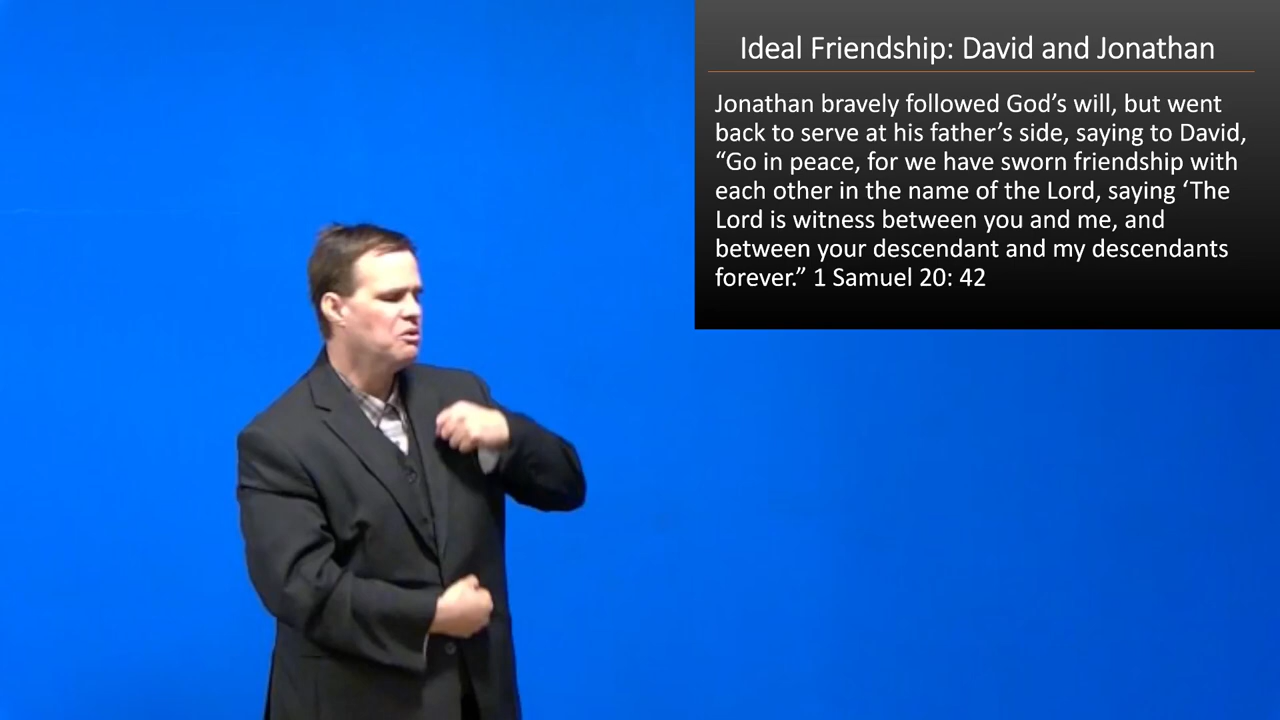 Ideal Friendship: David and Jonathan
Jonathan bravely followed God’s will, but went
back to serve at his father’s side, saying to David,
“Go in peace, for we have sworn friendship with
each other in the name of the Lord, saying ‘The
Lord is witness between you and me, and
between your descendant and my descendants
forever.” 1 Samuel 20: 42